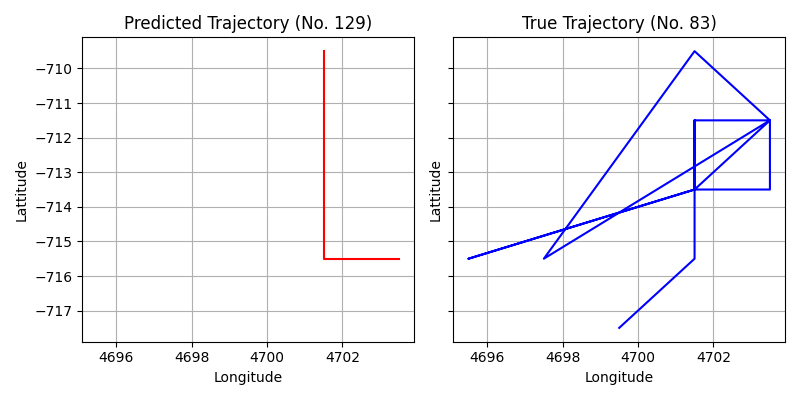 Predicted Trajectory (No. 129)
True Trajectory (No. 83)
−710
−711
−712
−713
−714
−715
−716
−717
Lattitude
Lattitude
4696 4698 4700 4702
4696 4698 4700 4702
Longitude
Longitude